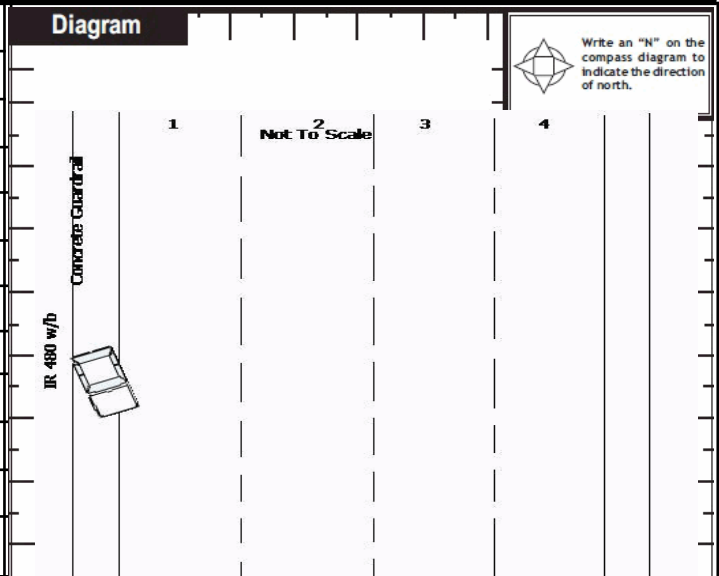 Diagram
Write an “N” on the
compass diagram to
indicate the direction
of north.
1
2
3
4
Not To Scale
Concrete Guardrail
IR 480 w/b